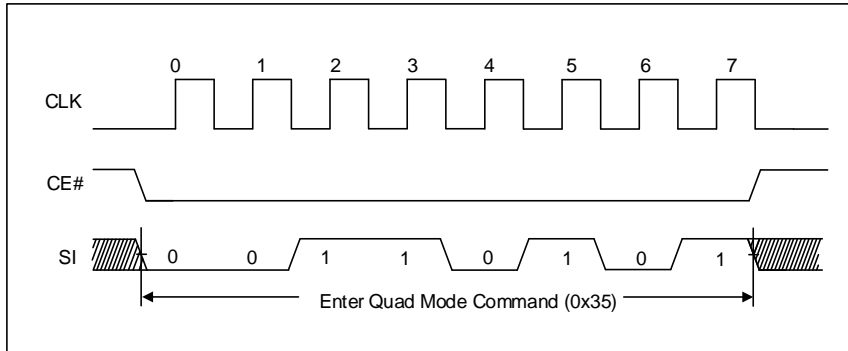 0 1 2 3 4 5 6 7
CLK
CE#
SI 0 0 1 1 0 1 0 1
Enter Quad Mode Command (0x35)